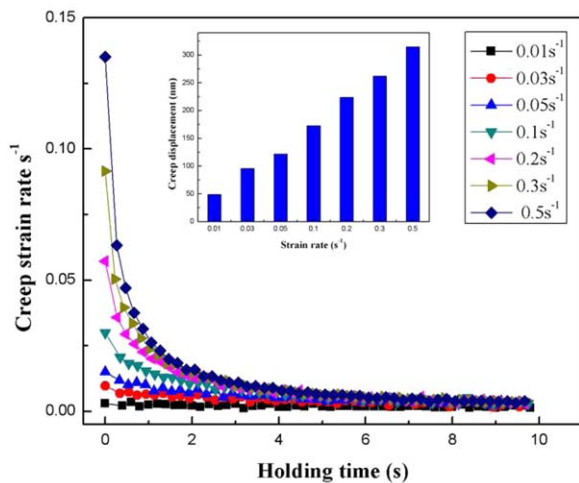 0.15
0.10
0.05
0.00
Creep strain rate s⁻¹
0 2 4 6 8 10
Holding time (s)
300
250
200
150
100
50
0
Creep displacement (nm)
0.01 0.03 0.05 0.1 0.2 0.3 0.5
Strain rate (s⁻¹)
0.01s⁻¹
0.03s⁻¹
0.05s⁻¹
0.1s⁻¹
0.2s⁻¹
0.3s⁻¹
0.5s⁻¹